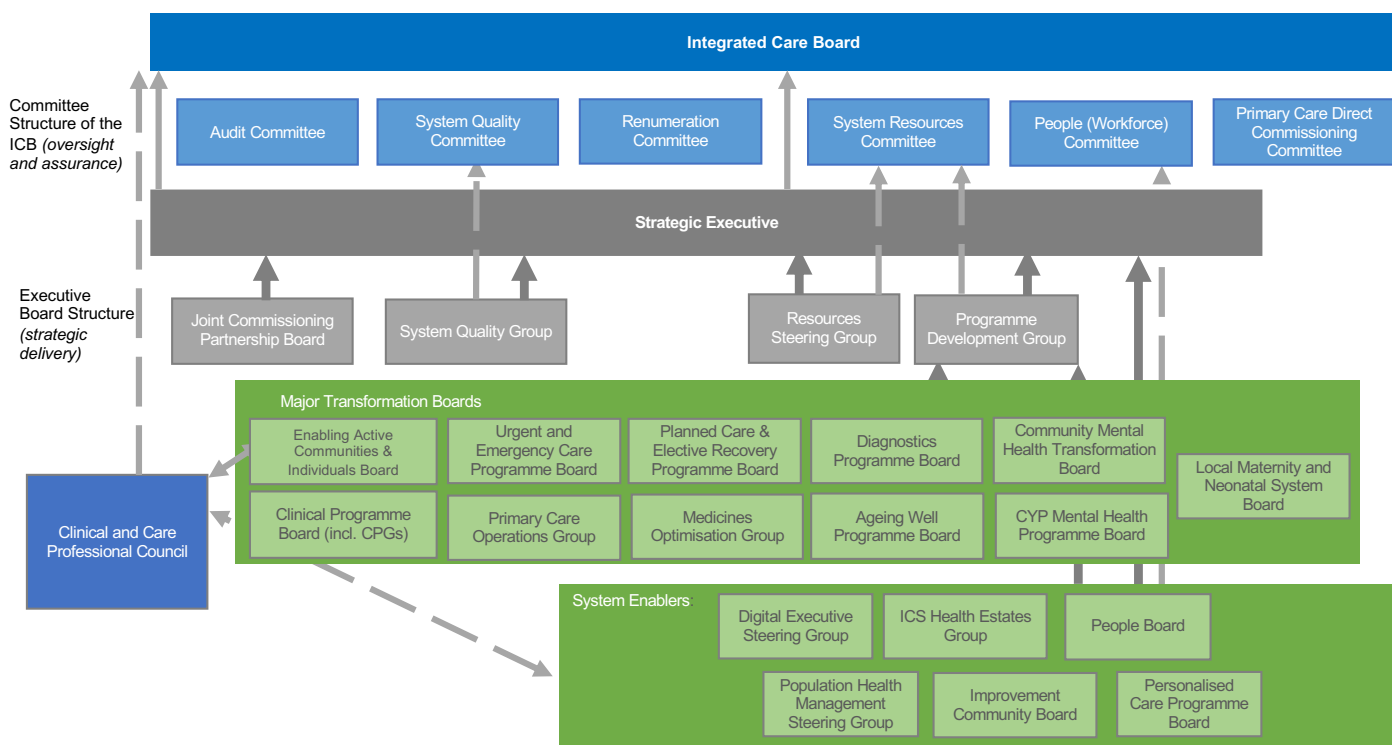 Integrated Care Board
Committee
Structure of the
ICB (oversight
and assurance)
Audit Committee
System Quality
Committee
Renumeration
Committee
System Resources
Committee
People (Workforce)
Committee
Primary Care Direct
Commissioning
Committee
Strategic Executive
Executive
Board Structure
(strategic
delivery)
Joint Commissioning
Partnership Board
System Quality Group
Resources
Steering Group
Programme
Development Group
Major Transformation Boards
Enabling Active
Communities
& Individuals Board
Urgent and
Emergency Care
Programme Board
Planned Care &
Elective Recovery
Programme Board
Diagnostics
Programme Board
Community Mental
Health Transformation
Board
Local Maternity and
Neonatal System
Board
Clinical Programme
Board (incl. CPGs)
Primary Care
Operations Group
Medicines
Optimisation Group
Ageing Well
Programme Board
CYP Mental Health
Programme Board
Clinical and Care
Professional Council
System Enablers:
Digital Executive
Steering Group
ICS Health Estates
Group
People Board
Population Health
Management
Steering Group
Improvement
Community Board
Personalised
Care Programme
Board